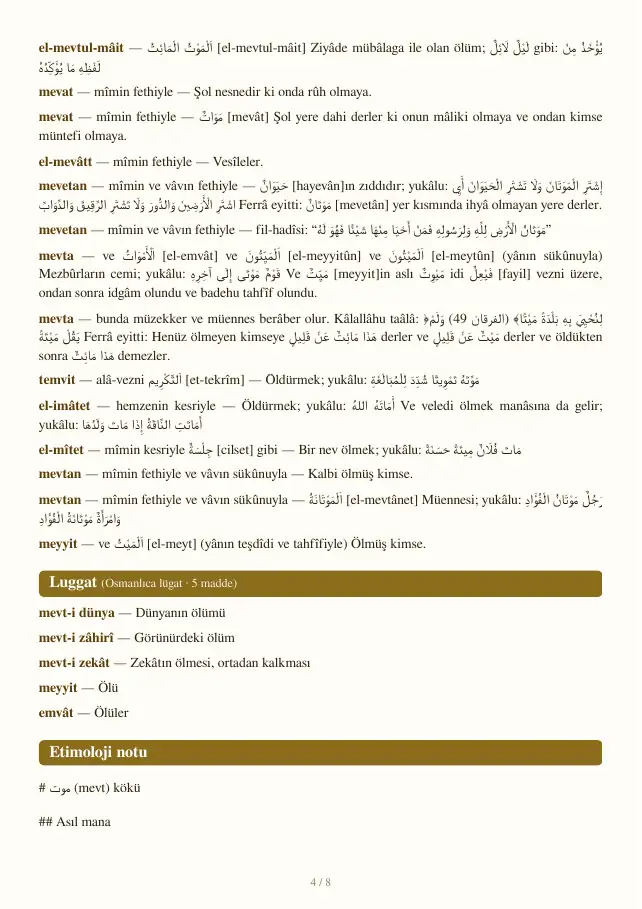 el-mevtul-mâit — اَلْمَوْتُ الْمَائِتُ [el-mevtul-mâit] Ziyâde mübâlaga ile olan ölüm; لَيْلٌ لَائِلٌ gibi: يُؤْخَذُ مِنْ
لَفْظِهِ مَا يُؤَكِّدُهُ
mevat — mîmin fethiyle — Şol nesnedir ki onda rûh olmaya.
mevat — mîmin fethiyle — مَوَاتٌ [mevât] Şol yere dahi derler ki onun mâliki olmaya ve ondan kimse
müntefi olmaya.
el-mevâtt — mîmin fethiyle — Vesîleler.
mevetan — mîmin ve vâvın fethiyle — حَيَوَانٌ [hayevân]ın zıddıdır; yukâlu: إِشْتَرِ الْمَوَتَانَ وَلَا تَشْتَرِ الْحَيَوَانَ أَيِ
اشْتَرِ الْأَرَضِينَ وَالدُّورَ وَلَا تَشْتَرِ الرَّقِيقَ وَالدَّوَابَّ Ferrâ eyitti: مَوَتَانٌ [mevetân] yer kısmında ihyâ olmayan yere derler.
mevetan — mîmin ve vâvın fethiyle — fil-hadîsi: “مَوَتَانُ الْأَرْضِ لِلَّهِ وَلِرَسُولِهِ فَمَنْ أَحْيَا مِنْهَا شَيْئًا فَهُوَ لَهُ”
mevta — ve اَلْأَمْوَاتُ [el-emvât] ve اَلْمَيِّتُونَ [el-meyyitûn] ve اَلْمَيْتُونَ [el-meytûn] (yânın sükûnuyla)
Mezbûrların cemi; yukâlu: قَوْمٌ مَوْتَى إِلَى آخِرِهِ Ve مَيِّتٌ [meyyit]in aslı مَيْوِتٌ idi فَيْعِلٌ [fayil] vezni üzere,
ondan sonra idgâm olundu ve badehu tahfîf olundu.
mevta — bunda müzekker ve müennes berâber olur. Kâlallâhu taâlâ: ﴿لِنُحْيِيَ بِهِ بَلْدَةً مَيْتًا﴾ (الفرقان 49) وَلَمْ
يَقُلْ مَيْتَةً Ferrâ eyitti: Henüz ölmeyen kimseye هَذَا مَائِتٌ عَنْ قَلِيلٍ derler ve مَيِّتٌ عَنْ قَلِيلٍ derler ve öldükten
sonra هَذَا مَائِتٌ demezler.
temvit — alâ-vezni اَلتَّكْرِيمِ [et-tekrîm] — Öldürmek; yukâlu: مَوَّتَهُ تَمْوِيتًا شُدِّدَ لِلْمُبَالَغَةِ
el-imâtet — hemzenin kesriyle — Öldürmek; yukâlu: أَمَاتَهُ اللهُ Ve veledi ölmek manâsına da gelir;
yukâlu: أَمَاتَتِ النَّاقَةُ إِذَا مَاتَ وَلَدُهَا
el-mîtet — mîmin kesriyle جِلْسَةٌ [cilset] gibi — Bir nev ölmek; yukâlu: مَاتَ فُلَانٌ مِيتَةً حَسَنَةً
mevtan — mîmin fethiyle ve vâvın sükûnuyla — Kalbi ölmüş kimse.
mevtan — mîmin fethiyle ve vâvın sükûnuyla — اَلْمَوْتَانَةُ [el-mevtânet] Müennesi; yukâlu: رَجُلٌ مَوْتَانُ الْفُؤَادِ
وَامْرَأَةٌ مَوْتَانَةُ الْفُؤَادِ
meyyit — ve اَلْمَيْتُ [el-meyt] (yânın teşdîdi ve tahfîfiyle) Ölmüş kimse.
Luggat (Osmanlıca lügat · 5 madde)
mevt-i dünya — Dünyanın ölümü
mevt-i zâhirî — Görünürdeki ölüm
mevt-i zekât — Zekâtın ölmesi, ortadan kalkması
meyyit — Ölü
emvât — Ölüler
Etimoloji notu
# موت (mevt) kökü
## Asıl mana
4 / 8